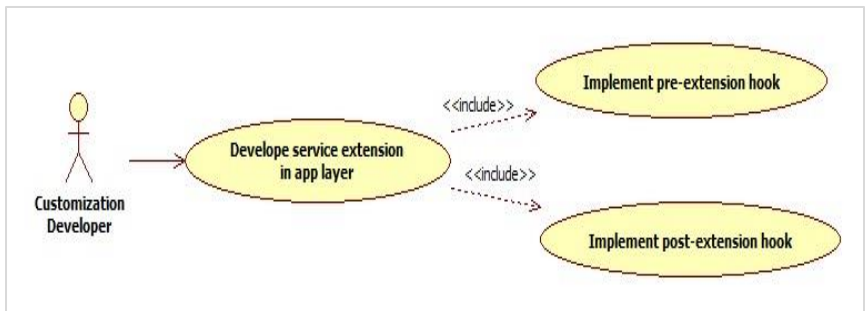 Customization
Developer
Develope service extension
in app layer
<<include>>
<<include>>
Implement pre-extension hook
Implement post-extension hook